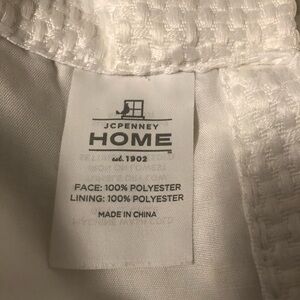 JCPENNEY
HOME
est. 1902
FACE: 100% POLYESTER
LINING: 100% POLYESTER
MADE IN CHINA